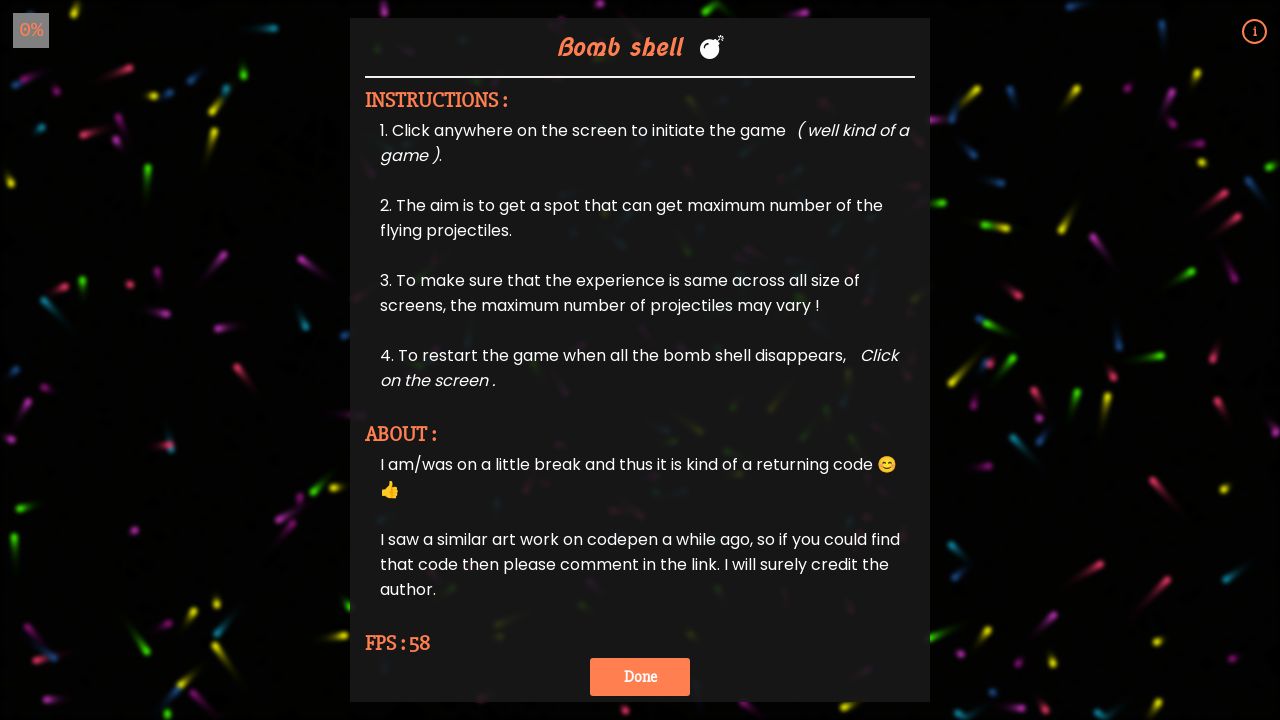 0%
i
Bomb shell 💣
INSTRUCTIONS :
1. Click anywhere on the screen to initiate the game ( well kind of a
game ).
2. The aim is to get a spot that can get maximum number of the
flying projectiles.
3. To make sure that the experience is same across all size of
screens, the maximum number of projectiles may vary !
4. To restart the game when all the bomb shell disappears, Click
on the screen .
ABOUT :
I am/was on a little break and thus it is kind of a returning code 😊
👍
I saw a similar art work on codepen a while ago, so if you could find
that code then please comment in the link. I will surely credit the
author.
FPS : 58
Done